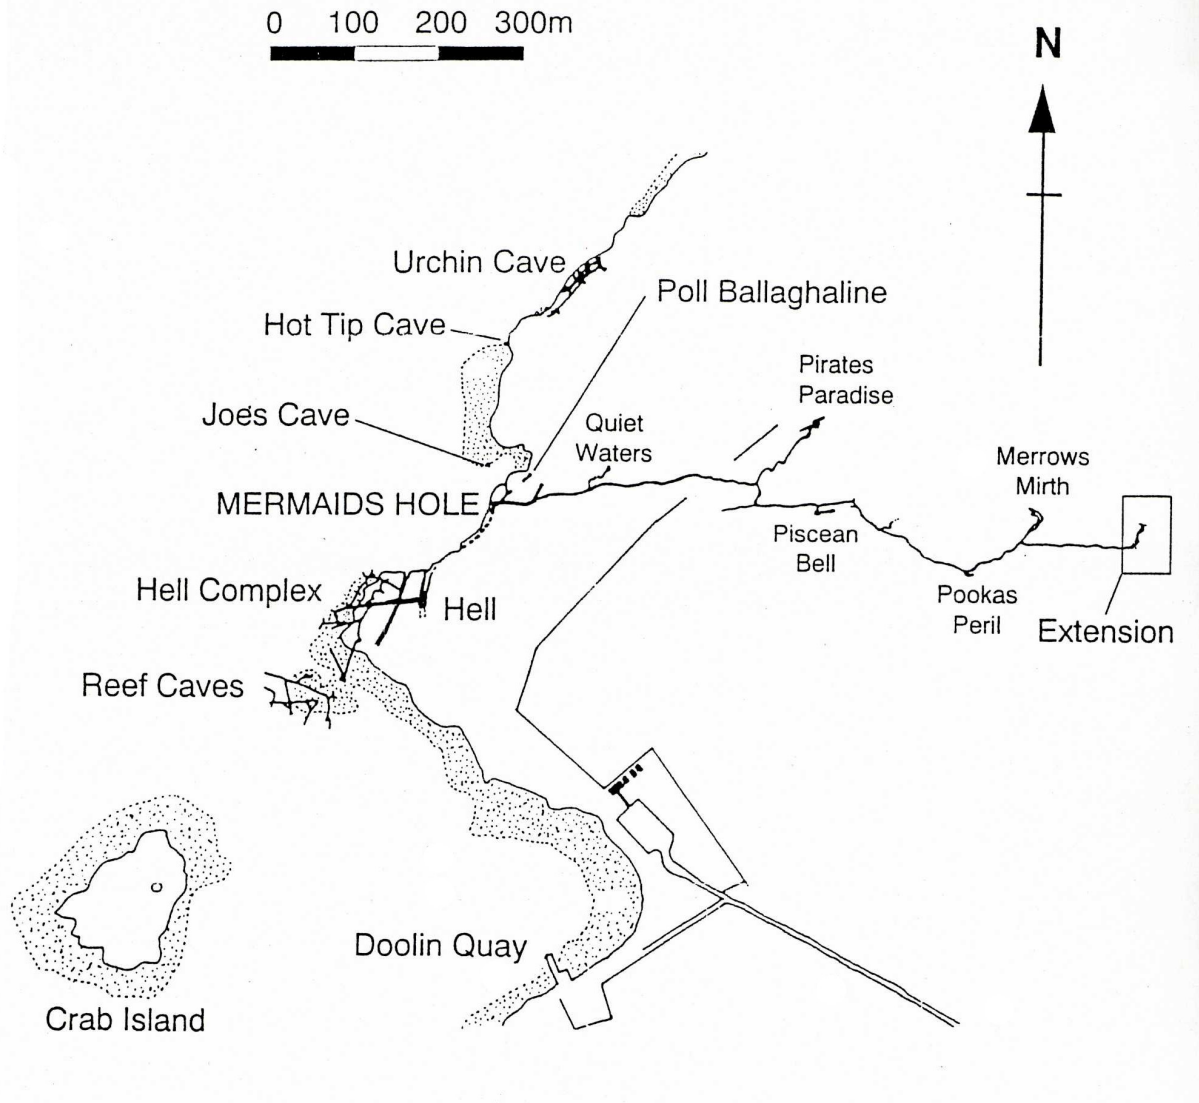 0 100 200 300m
N
Urchin Cave
Poll Ballaghaline
Hot Tip Cave
Pirates
Paradise
Joe's Cave
Quiet
Waters
Merrows
Mirth
MERMAIDS HOLE
Piscean
Bell
Hell Complex
Hell
Pookas
Peril
Extension
Reef Caves
Doolin Quay
Crab Island